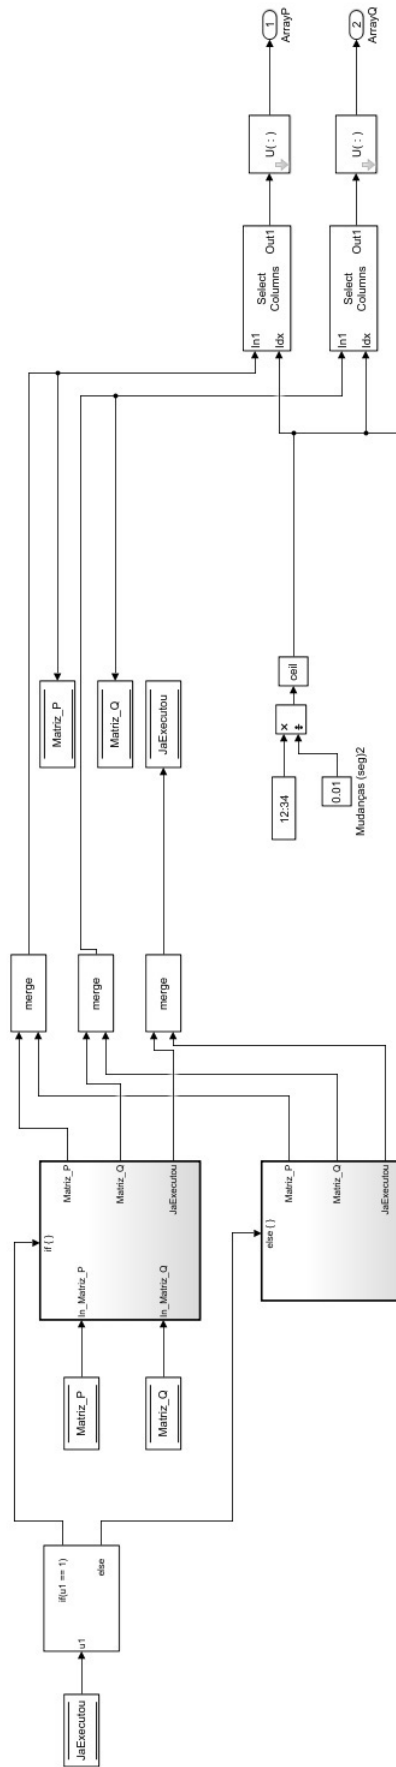 JaExecutou
u1
if(u1 == 1)
else
Matriz_P
Matriz_Q
if { }
In_Matriz_P
In_Matriz_Q
Matriz_P
Matriz_Q
JaExecutou
else { }
Matriz_P
Matriz_Q
JaExecutou
merge
merge
merge
Matriz_P
Matriz_Q
JaExecutou
12:34
0.01
Mudanças (seg)2
×
÷
ceil
In1
Idx
Select
Columns
Out1
In1
Idx
Select
Columns
Out1
U( : )
U( : )
1
ArrayP
2
ArrayQ